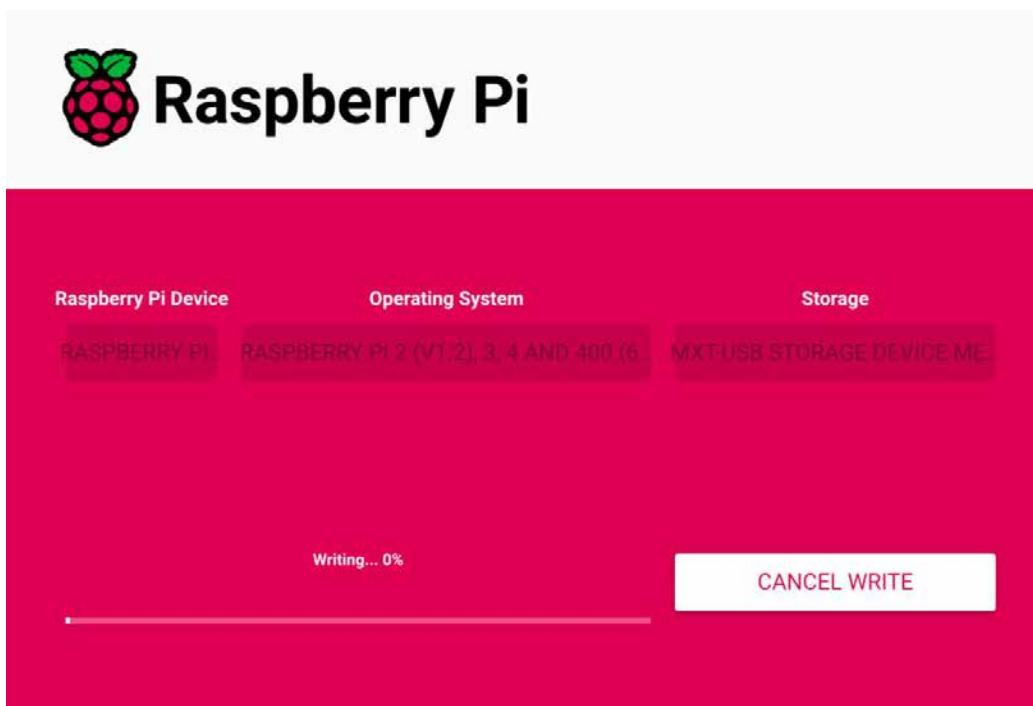 Raspberry Pi
Raspberry Pi Device Operating System Storage
RASPBERRY PI RASPBERRY PI 2 (V1.2), 3, 4 AND 400 (6... MXT-USB STORAGE DEVICE ME...
Writing... 0%
CANCEL WRITE